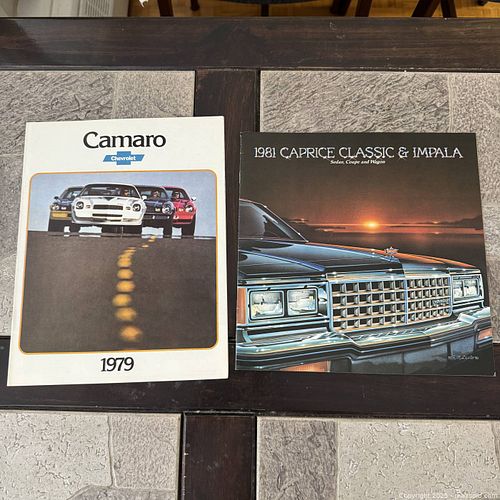 Camaro
Chevrolet
1979
1981 CAPRICE CLASSIC & IMPALA
Sedan, Coupe and Wagon